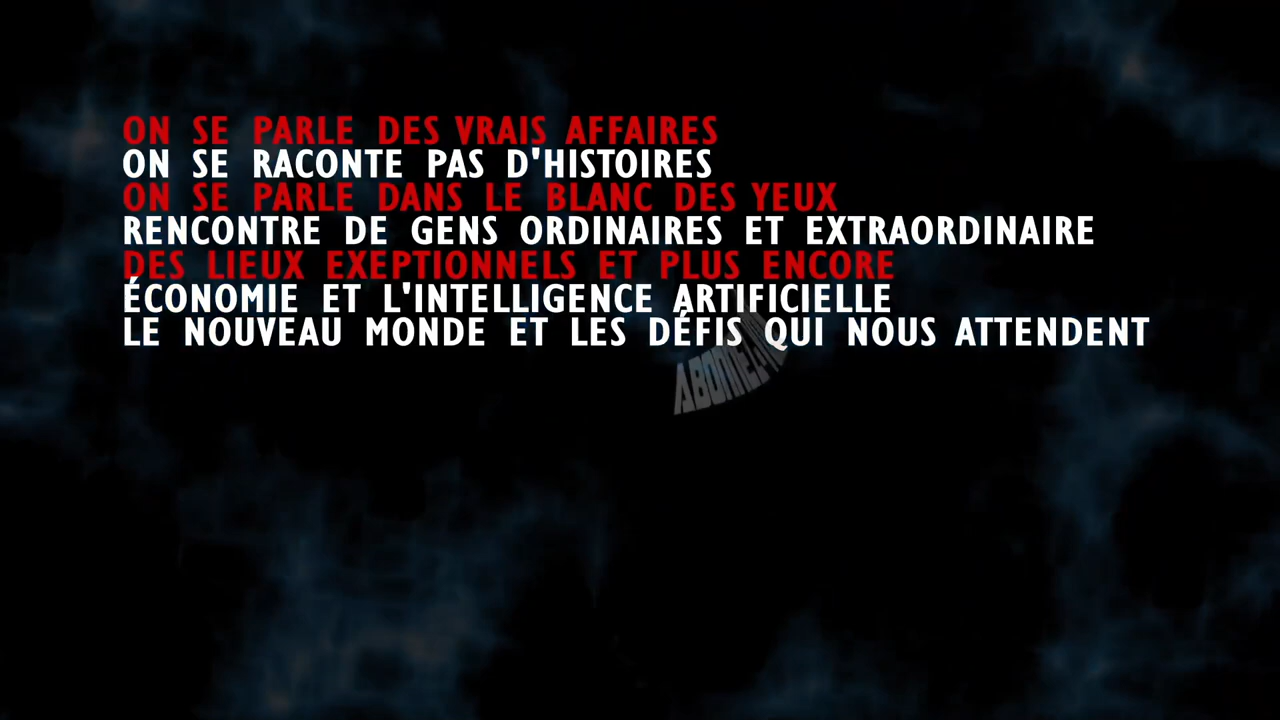 ON SE PARLE DES VRAIS AFFAIRES
ON SE RACONTE PAS D'HISTOIRES
ON SE PARLE DANS LE BLANC DES YEUX
RENCONTRE DE GENS ORDINAIRES ET EXTRAORDINAIRE
DES LIEUX EXEPTIONNELS ET PLUS ENCORE
ÉCONOMIE ET L'INTELLIGENCE ARTIFICIELLE
LE NOUVEAU MONDE ET LES DÉFIS QUI NOUS ATTENDENT